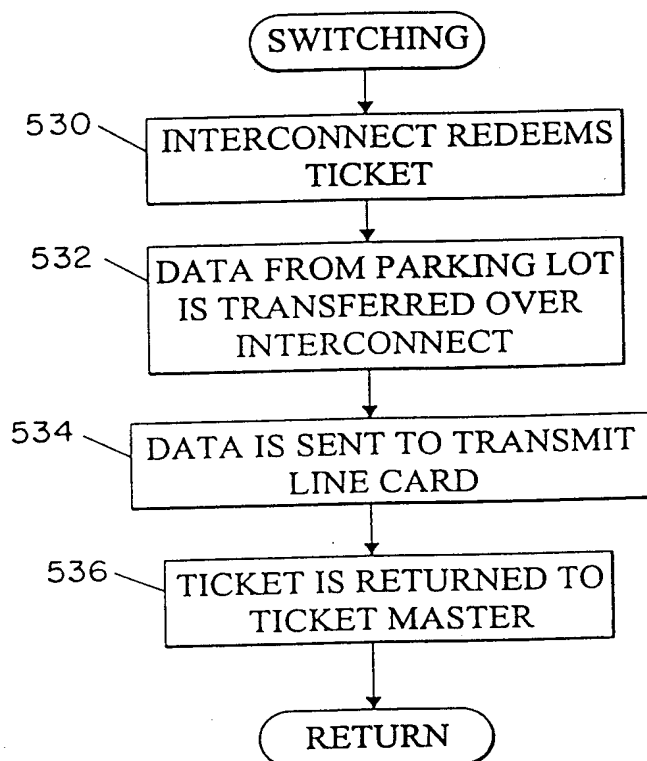 SWITCHING
530
INTERCONNECT REDEEMS
TICKET
532
DATA FROM PARKING LOT
IS TRANSFERRED OVER
INTERCONNECT
534
DATA IS SENT TO TRANSMIT
LINE CARD
536
TICKET IS RETURNED TO
TICKET MASTER
RETURN